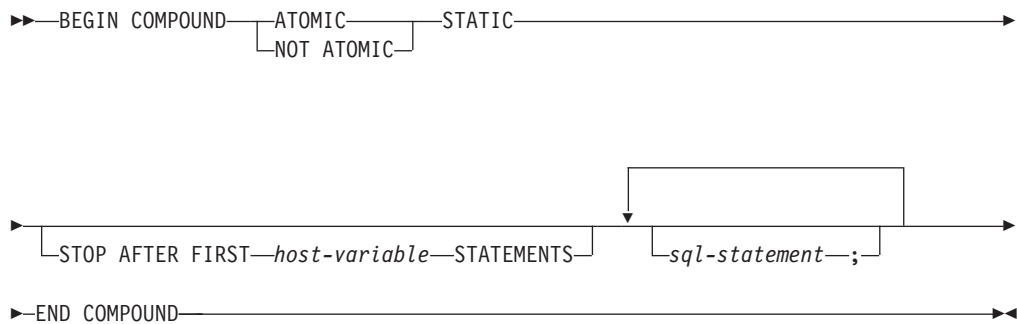 BEGIN COMPOUND ATOMIC STATIC
NOT ATOMIC
STOP AFTER FIRST host-variable STATEMENTS sql-statement ;
END COMPOUND